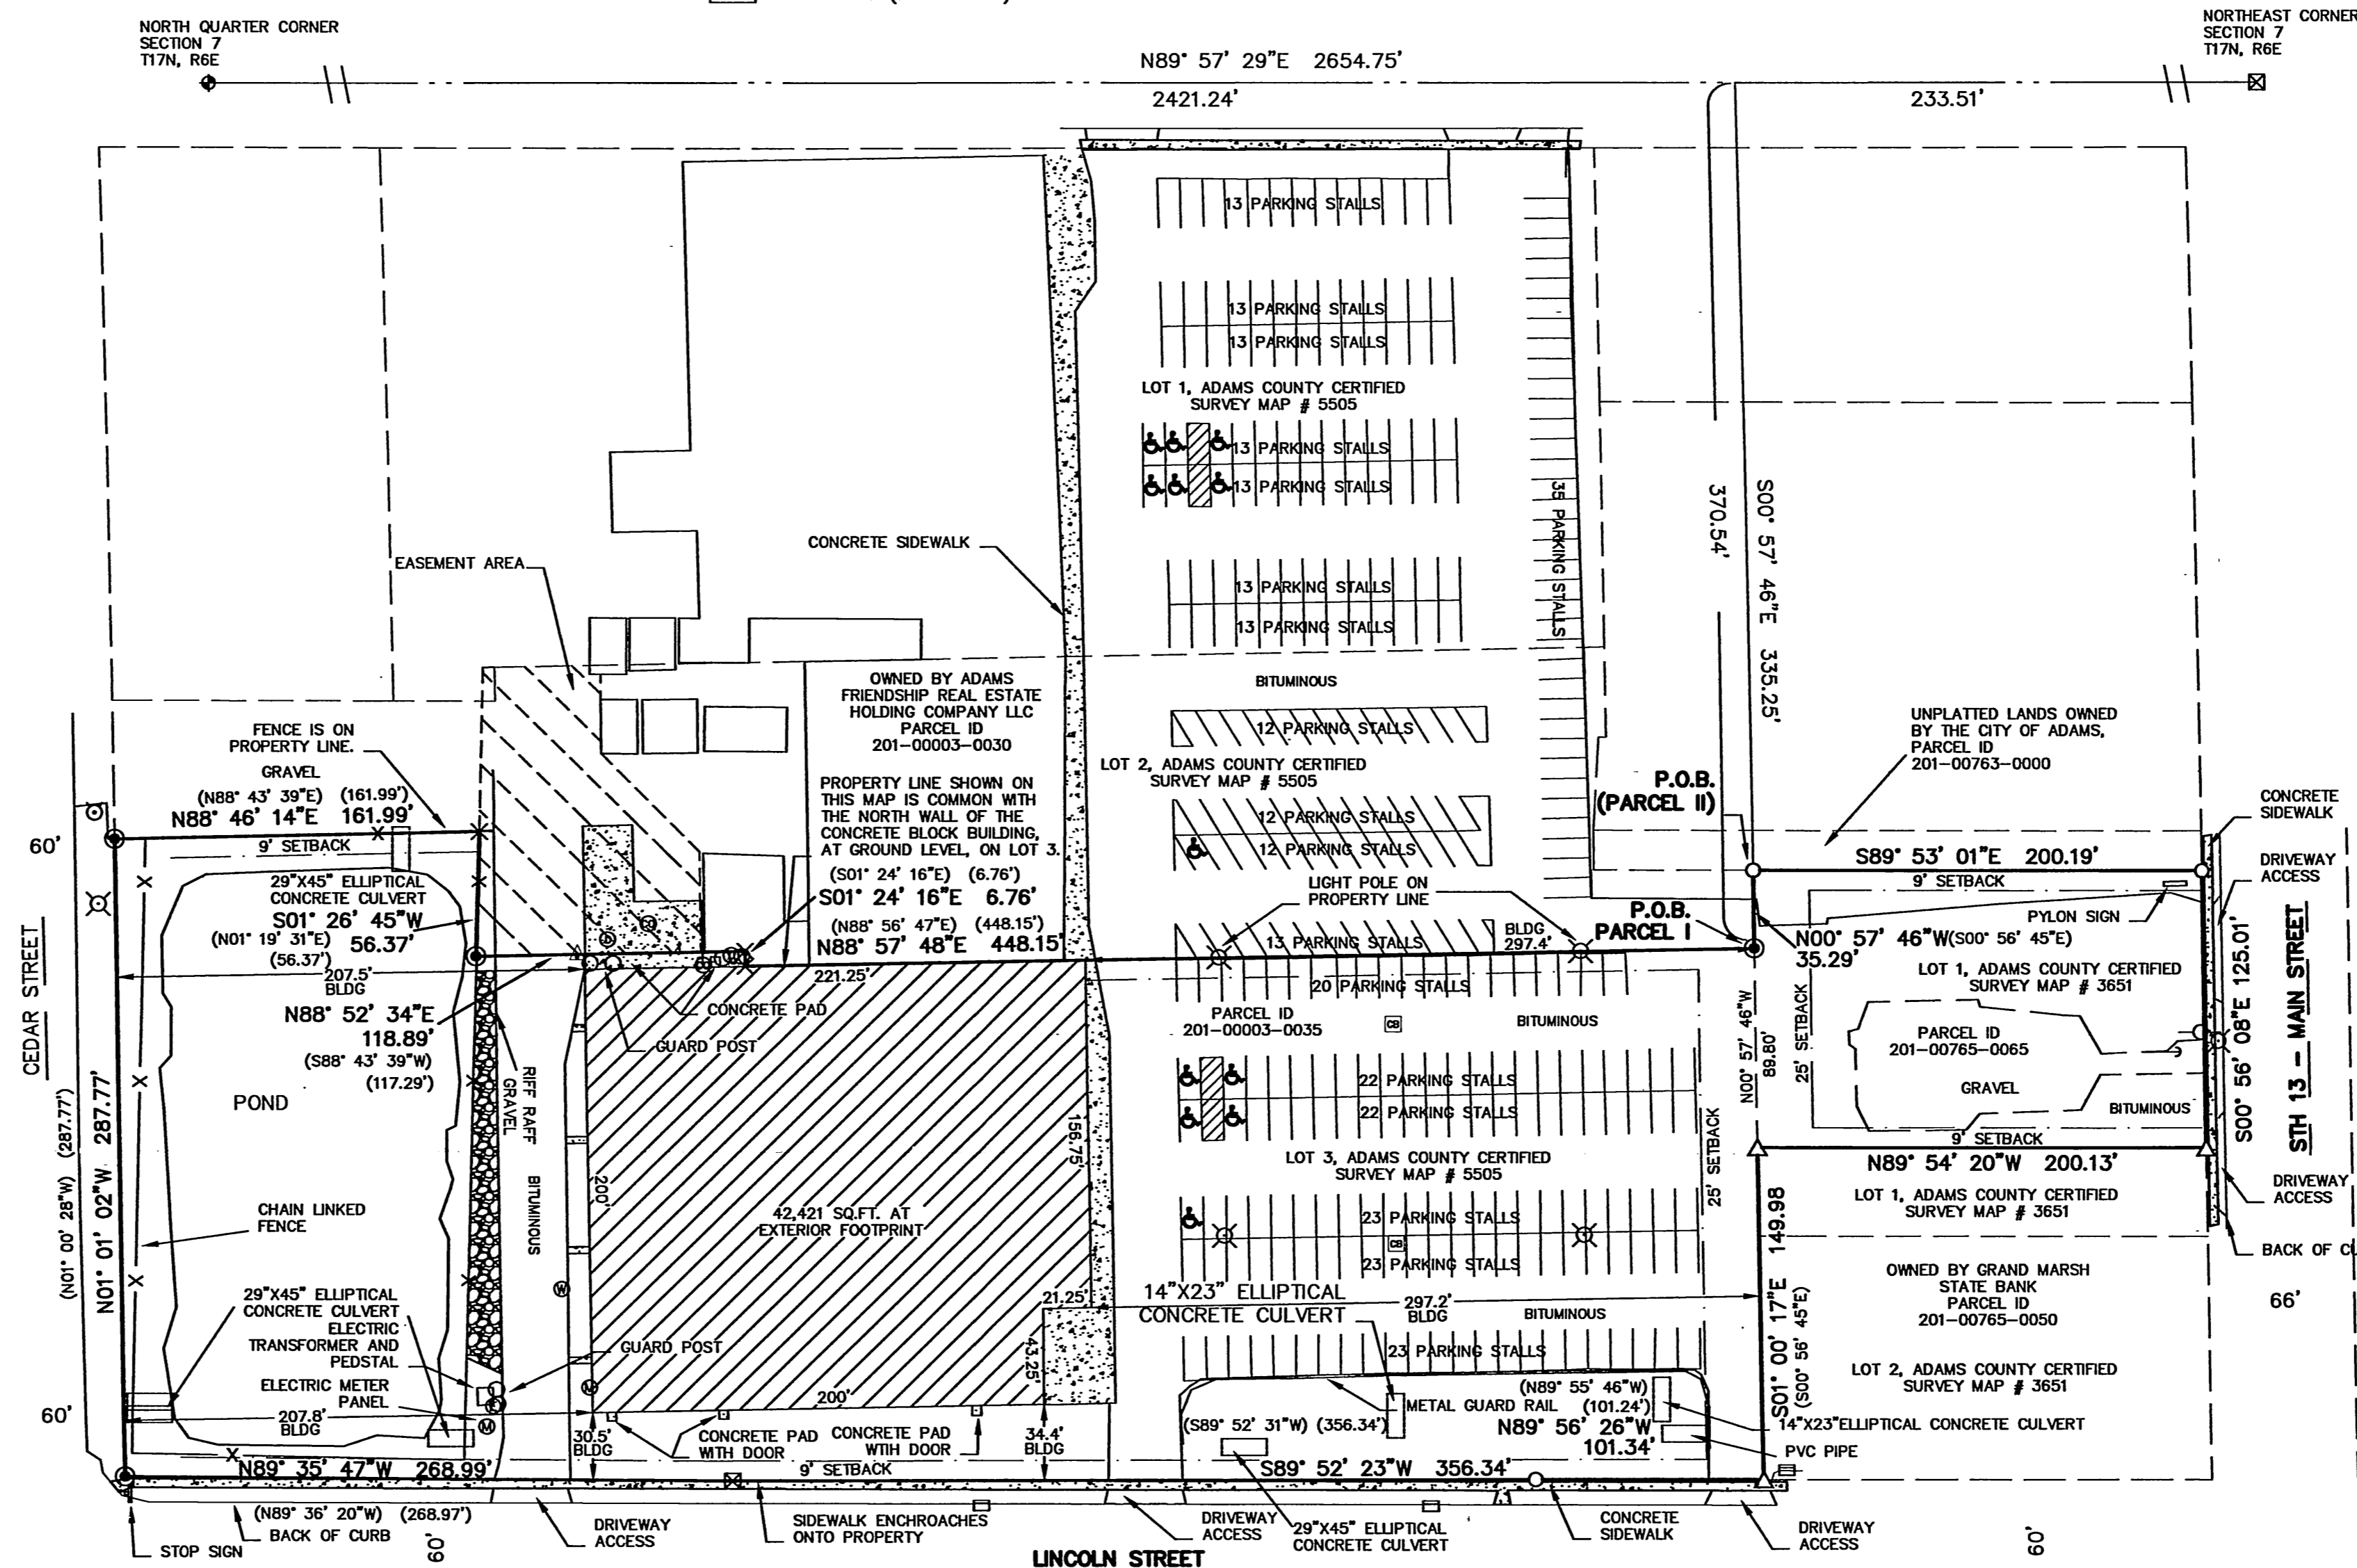 NORTH QUARTER CORNER
SECTION 7
T17N, R6E
NORTHEAST CORNER
SECTION 7
T17N, R6E
N89° 57' 29"E 2654.75'
2421.24'
233.51'
13 PARKING STALLS
13 PARKING STALLS
13 PARKING STALLS
LOT 1, ADAMS COUNTY CERTIFIED
SURVEY MAP # 5505
13 PARKING STALLS
13 PARKING STALLS
35 PARKING STALLS
370.54'
S00° 57' 46"E 335.25'
CONCRETE SIDEWALK
EASEMENT AREA
13 PARKING STALLS
13 PARKING STALLS
OWNED BY ADAMS
FRIENDSHIP REAL ESTATE
HOLDING COMPANY LLC
PARCEL ID
201-00003-0030
BITUMINOUS
12 PARKING STALLS
LOT 2, ADAMS COUNTY CERTIFIED
SURVEY MAP # 5505
12 PARKING STALLS
12 PARKING STALLS
UNPLATTED LANDS OWNED
BY THE CITY OF ADAMS,
PARCEL ID
201-00763-0000
FENCE IS ON
PROPERTY LINE.
GRAVEL
(N88° 43' 39"E) (161.99')
N88° 46' 14"E 161.99'
9' SETBACK
60'
PROPERTY LINE SHOWN ON
THIS MAP IS COMMON WITH
THE NORTH WALL OF THE
CONCRETE BLOCK BUILDING,
AT GROUND LEVEL, ON LOT 3.
(S01° 24' 16"E) (6.76')
S01° 24' 16"E 6.76'
(N88° 56' 47"E) (448.15')
N88° 57' 48"E 448.15'
P.O.B.
(PARCEL II)
CONCRETE
SIDEWALK
S89° 53' 01"E 200.19'
9' SETBACK
DRIVEWAY
ACCESS
LIGHT POLE ON
PROPERTY LINE
29"X45" ELLIPTICAL
CONCRETE CULVERT
S01° 26' 45"W
(N01° 19' 31"E) 56.37'
(56.37')
207.5'
BLDG
P.O.B.
PARCEL I
BLDG
297.4'
13 PARKING STALLS
PYLON SIGN
N00° 57' 46"W(S00° 56' 45"E)
35.29'
LOT 1, ADAMS COUNTY CERTIFIED
SURVEY MAP # 3651
221.25'
20 PARKING STALLS
N88° 52' 34"E
118.89'
(S88° 43' 39"W)
(117.29')
CONCRETE PAD
GUARD POST
PARCEL ID
201-00003-0035
CB
BITUMINOUS
25' SETBACK
N00° 57' 46"W
89.80'
25' SETBACK
PARCEL ID
201-00765-0065
GRAVEL
BITUMINOUS
9' SETBACK
S00° 56' 08"E 125.01'
STH 13 - MAIN STREET
CEDAR STREET
(N01° 00' 28"W) (287.77')
N01° 01' 02"W 287.77'
POND
RIFF RAFF
GRAVEL
BITUMINOUS
22 PARKING STALLS
22 PARKING STALLS
156.75'
200'
LOT 3, ADAMS COUNTY CERTIFIED
SURVEY MAP # 5505
N89° 54' 20"W 200.13'
LOT 1, ADAMS COUNTY CERTIFIED
SURVEY MAP # 3651
DRIVEWAY
ACCESS
CHAIN LINKED
FENCE
42,421 SQ.FT. AT
EXTERIOR FOOTPRINT
23 PARKING STALLS
CB
23 PARKING STALLS
S01° 00' 17"E 149.98
(S00° 56' 45"E)
BACK OF CU
OWNED BY GRAND MARSH
STATE BANK
PARCEL ID
201-00765-0050
66'
29"X45" ELLIPTICAL
CONCRETE CULVERT
ELECTRIC
TRANSFORMER AND
PEDSTAL
ELECTRIC METER
PANEL
W
M
M
GUARD POST
21.25'
43.25'
14"X23" ELLIPTICAL
CONCRETE CULVERT
297.2'
BLDG
BITUMINOUS
23 PARKING STALLS
LOT 2, ADAMS COUNTY CERTIFIED
SURVEY MAP # 3651
60'
207.8'
BLDG
200'
30.5'
BLDG
CONCRETE PAD
WITH DOOR
CONCRETE PAD
WTIH DOOR
34.4'
BLDG
METAL GUARD RAIL
(N89° 55' 46"W)
(101.24')
N89° 56' 26"W
101.34'
(S89° 52' 31"W) (356.34')
14"X23"ELLIPTICAL CONCRETE CULVERT
PVC PIPE
N89° 35' 47"W 268.99'
9' SETBACK
S89° 52' 23"W 356.34'
(N89° 36' 20"W) (268.97')
BACK OF CURB
STOP SIGN
60'
DRIVEWAY
ACCESS
SIDEWALK ENCHROACHES
ONTO PROPERTY
DRIVEWAY
ACCESS
29"X45" ELLIPTICAL
CONCRETE CULVERT
CONCRETE
SIDEWALK
DRIVEWAY
ACCESS
60'
LINCOLN STREET